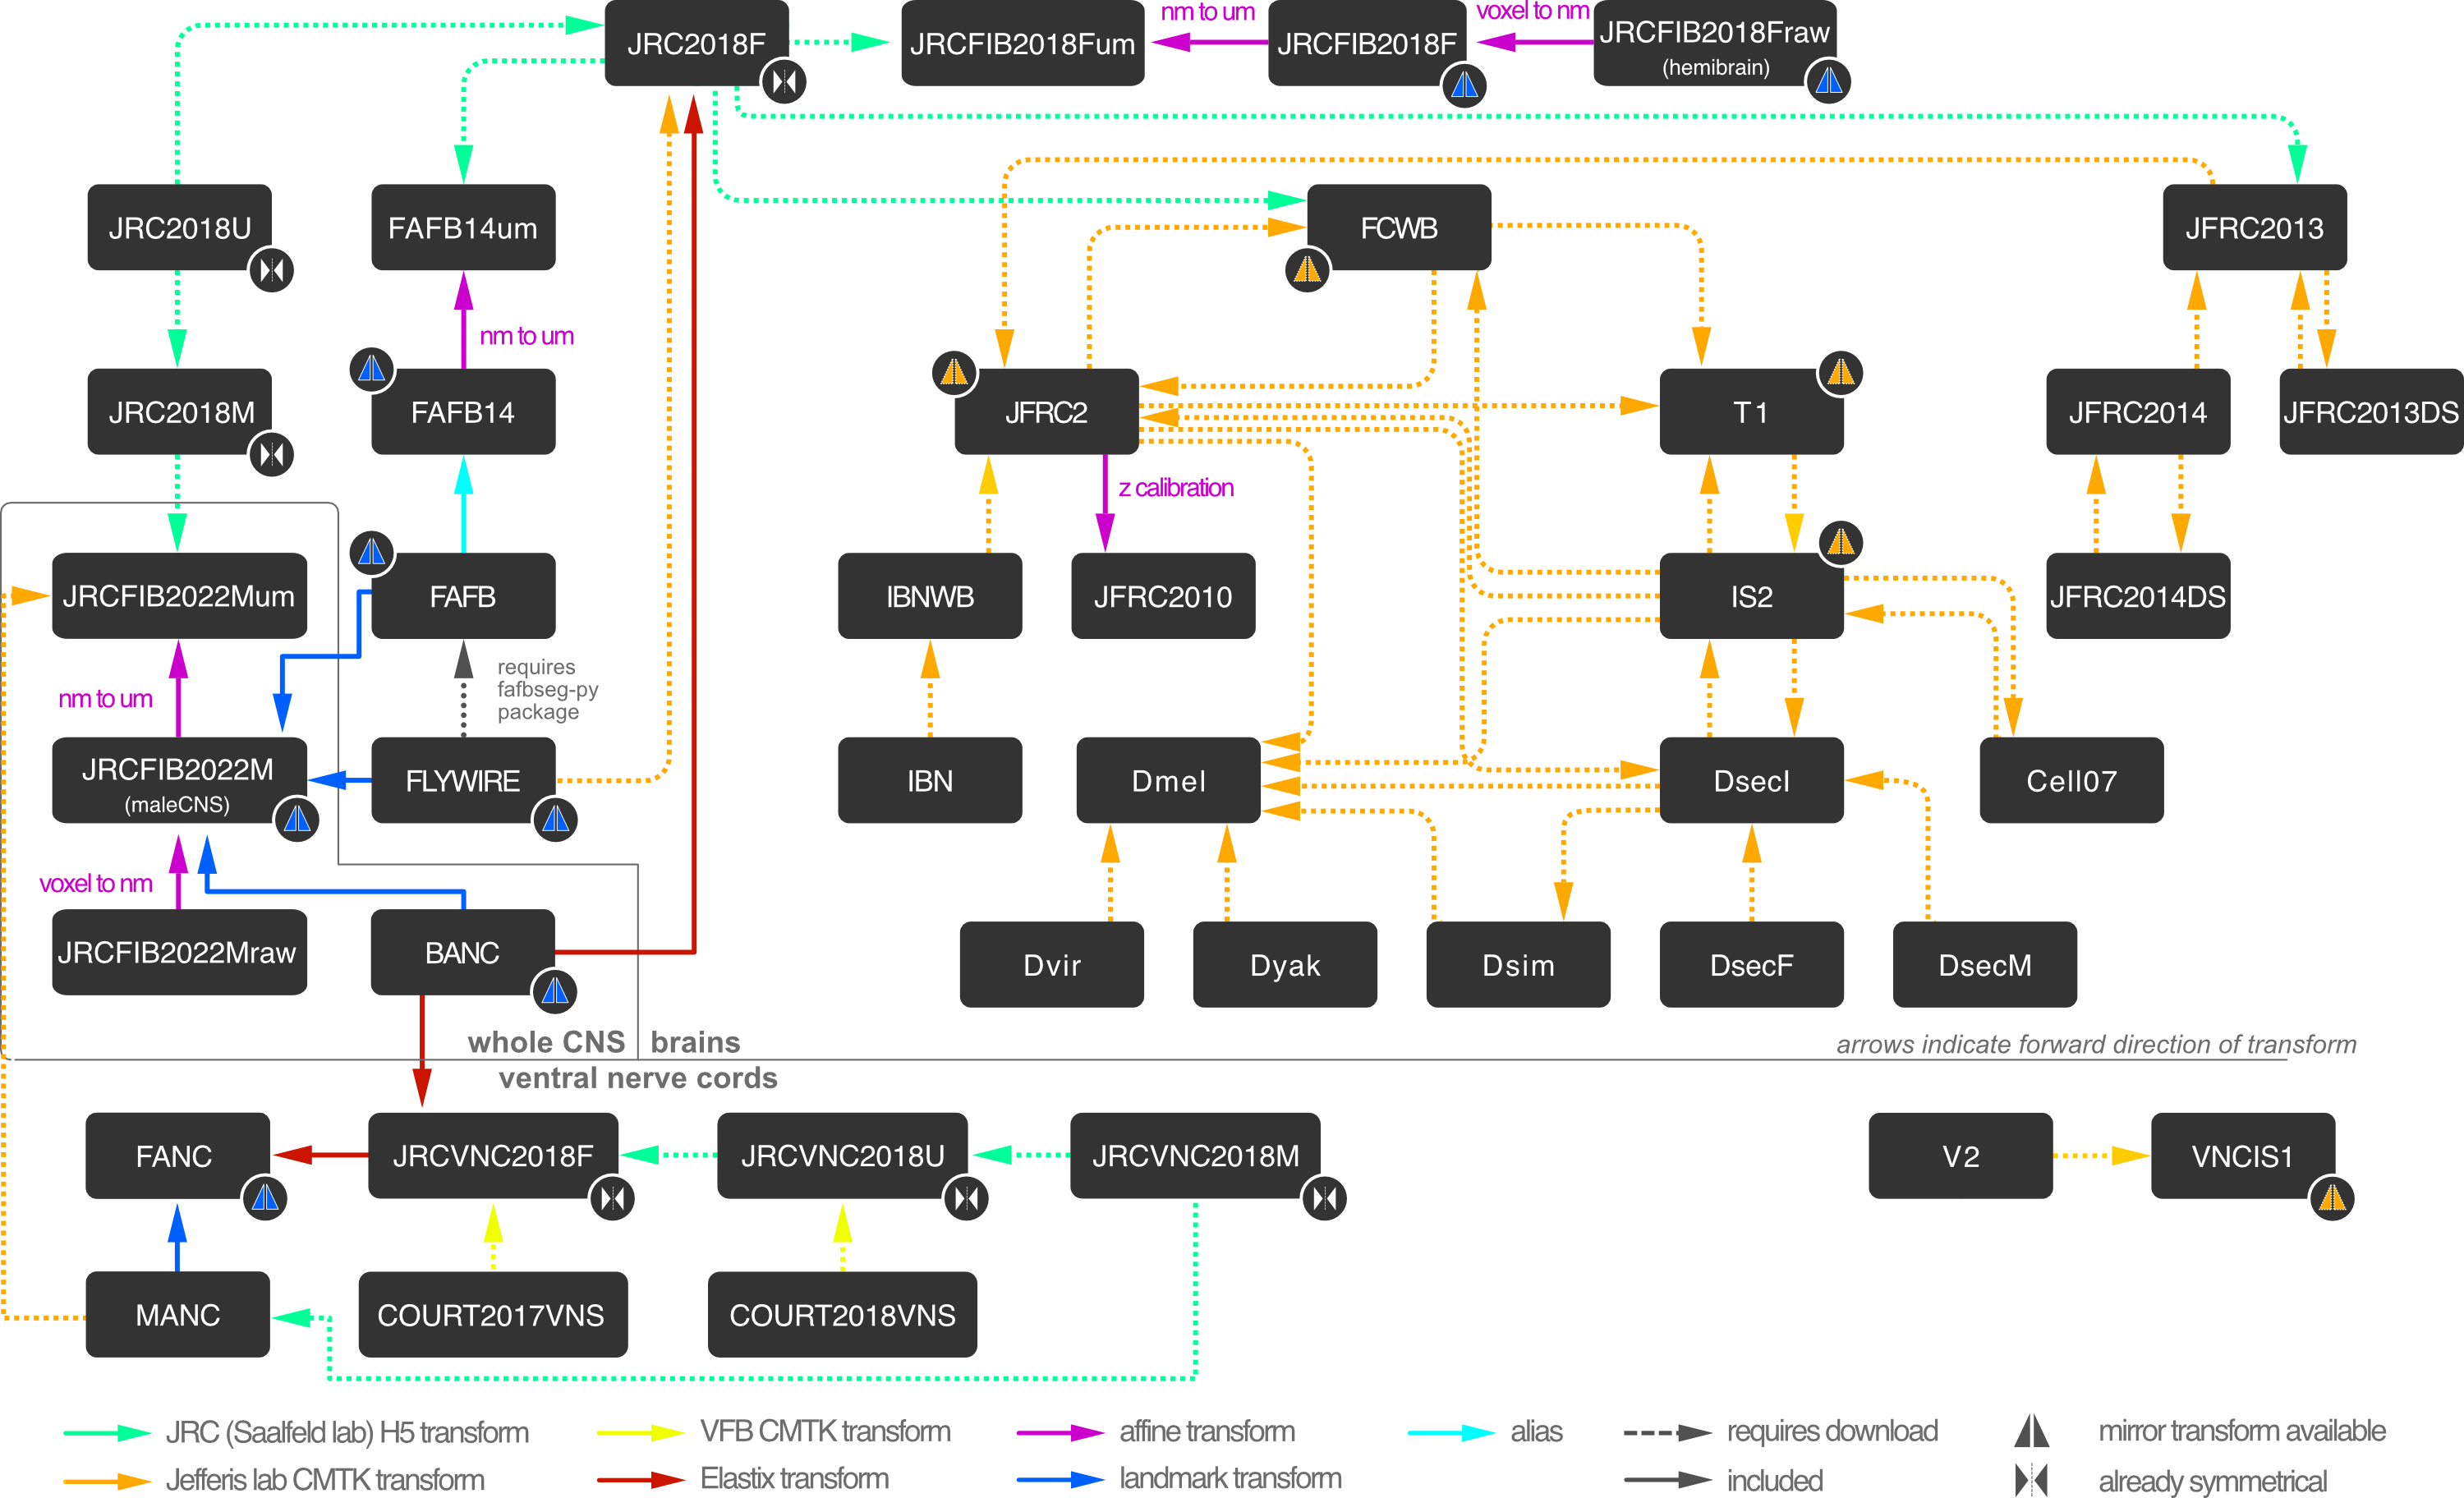 nm to um
voxel to nm
JRC2018F
JRCFIB2018Fum
JRCFIB2018F
JRCFIB2018Fraw
(hemibrain)
JRC2018U
FAFB14um
FCWB
JFRC2013
nm to um
JRC2018M
FAFB14
JFRC2
T1
JFRC2014
JFRC2013DS
z calibration
JRCFIB2022Mum
FAFB
IBNWB
JFRC2010
IS2
JFRC2014DS
requires
fafbseg-py
package
nm to um
JRCFIB2022M
(maleCNS)
FLYWIRE
IBN
Dmel
DsecI
Cell07
voxel to nm
JRCFIB2022Mraw
BANC
Dvir
Dyak
Dsim
DsecF
DsecM
whole CNS
brains
arrows indicate forward direction of transform
ventral nerve cords
FANC
JRCVNC2018F
JRCVNC2018U
JRCVNC2018M
V2
VNCIS1
MANC
COURT2017VNS
COURT2018VNS
JRC (Saalfeld lab) H5 transform
VFB CMTK transform
affine transform
alias
requires download
mirror transform available
Jefferis lab CMTK transform
Elastix transform
landmark transform
included
already symmetrical